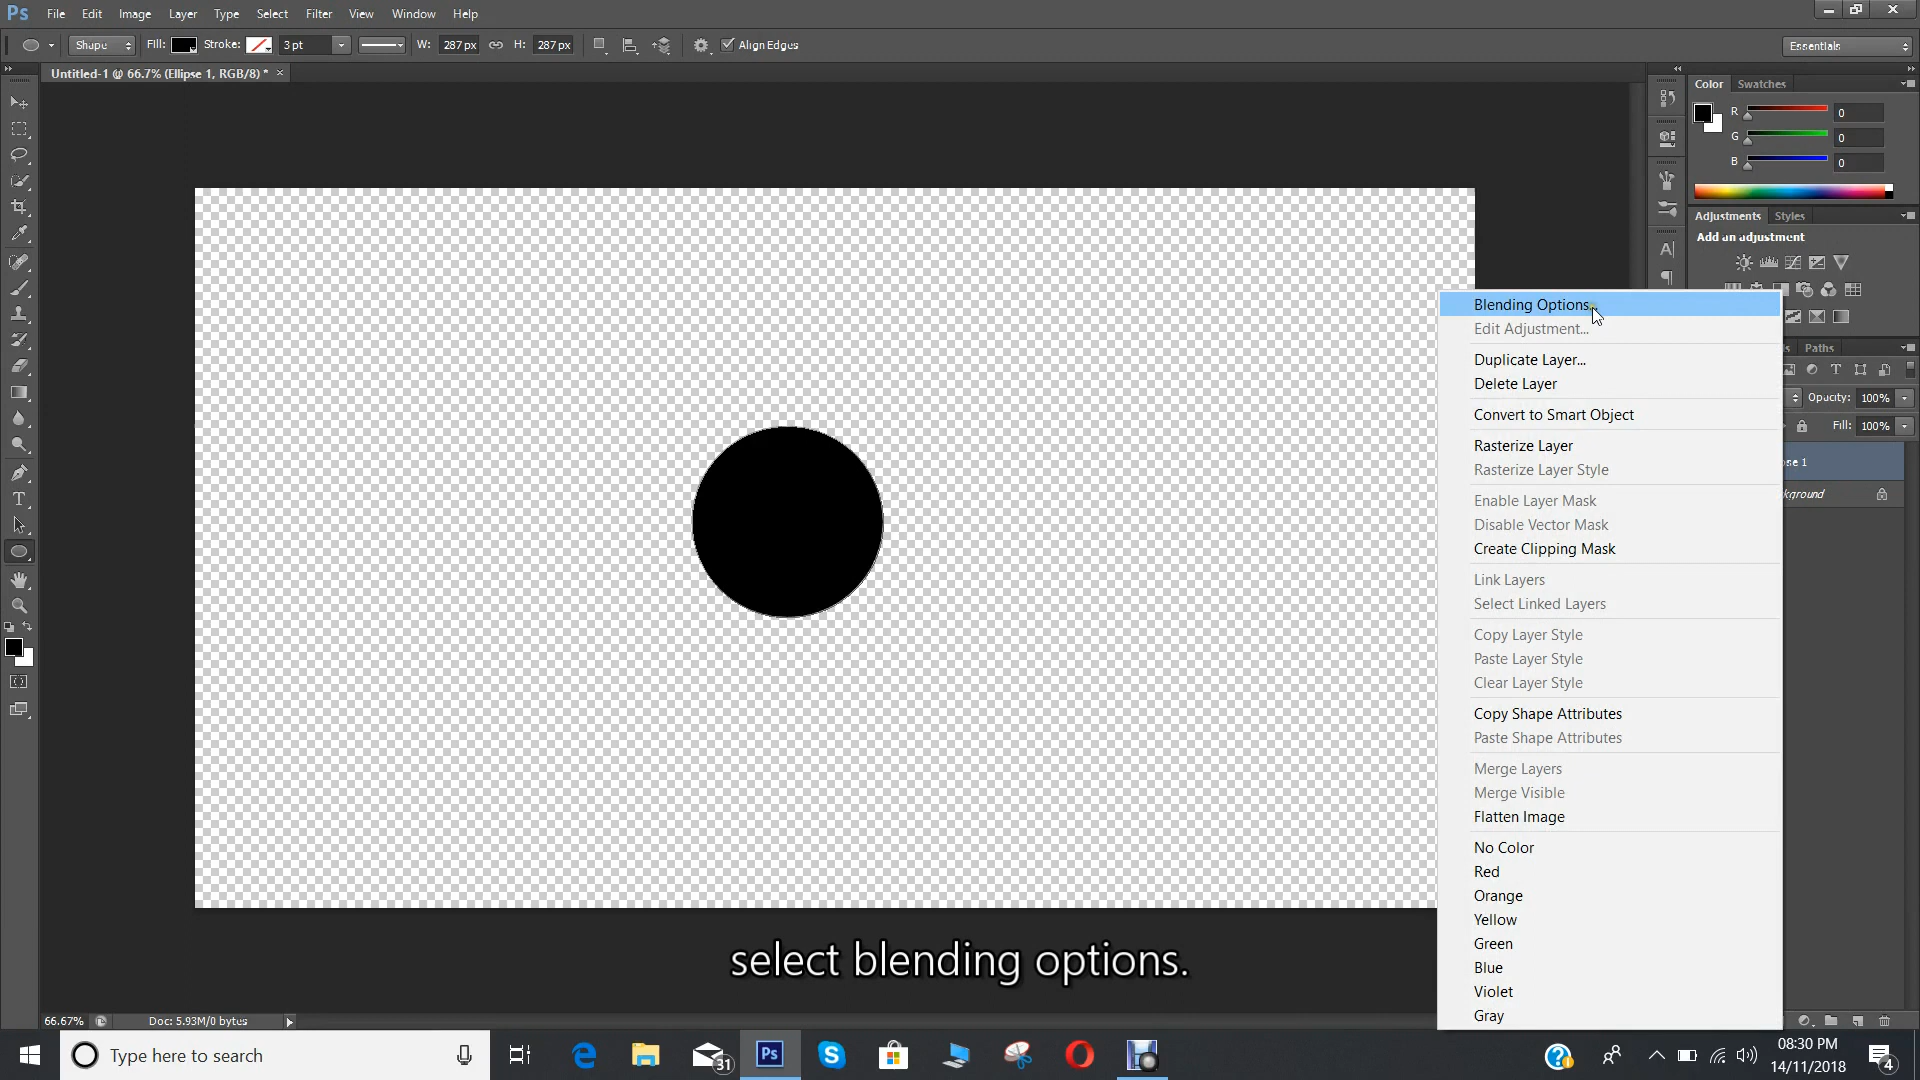 Ps File Edit Image Layer Type Select Filter View Window Help
Shape Fill: Stroke: 3 pt W: 287 px H: 287 px Align Edges Essentials
Untitled-1 @ 66.7% (Ellipse 1, RGB/8) * ×
Color Swatches
R 0
G 0
B 0
Adjustments Styles
Add an adjustment
Paths
Opacity: 100%
Fill: 100%
Blending Options...
Edit Adjustment...
Duplicate Layer...
Delete Layer
Convert to Smart Object
Rasterize Layer
Rasterize Layer Style
Enable Layer Mask
Disable Vector Mask
Create Clipping Mask
Link Layers
Select Linked Layers
Copy Layer Style
Paste Layer Style
Clear Layer Style
Copy Shape Attributes
Paste Shape Attributes
Merge Layers
Merge Visible
Flatten Image
No Color
Red
Orange
Yellow
Green
Blue
Violet
Gray
select blending options.
66.67% Doc: 5.93M/0 bytes
Type here to search
31
Ps
08:30 PM
14/11/2018
4